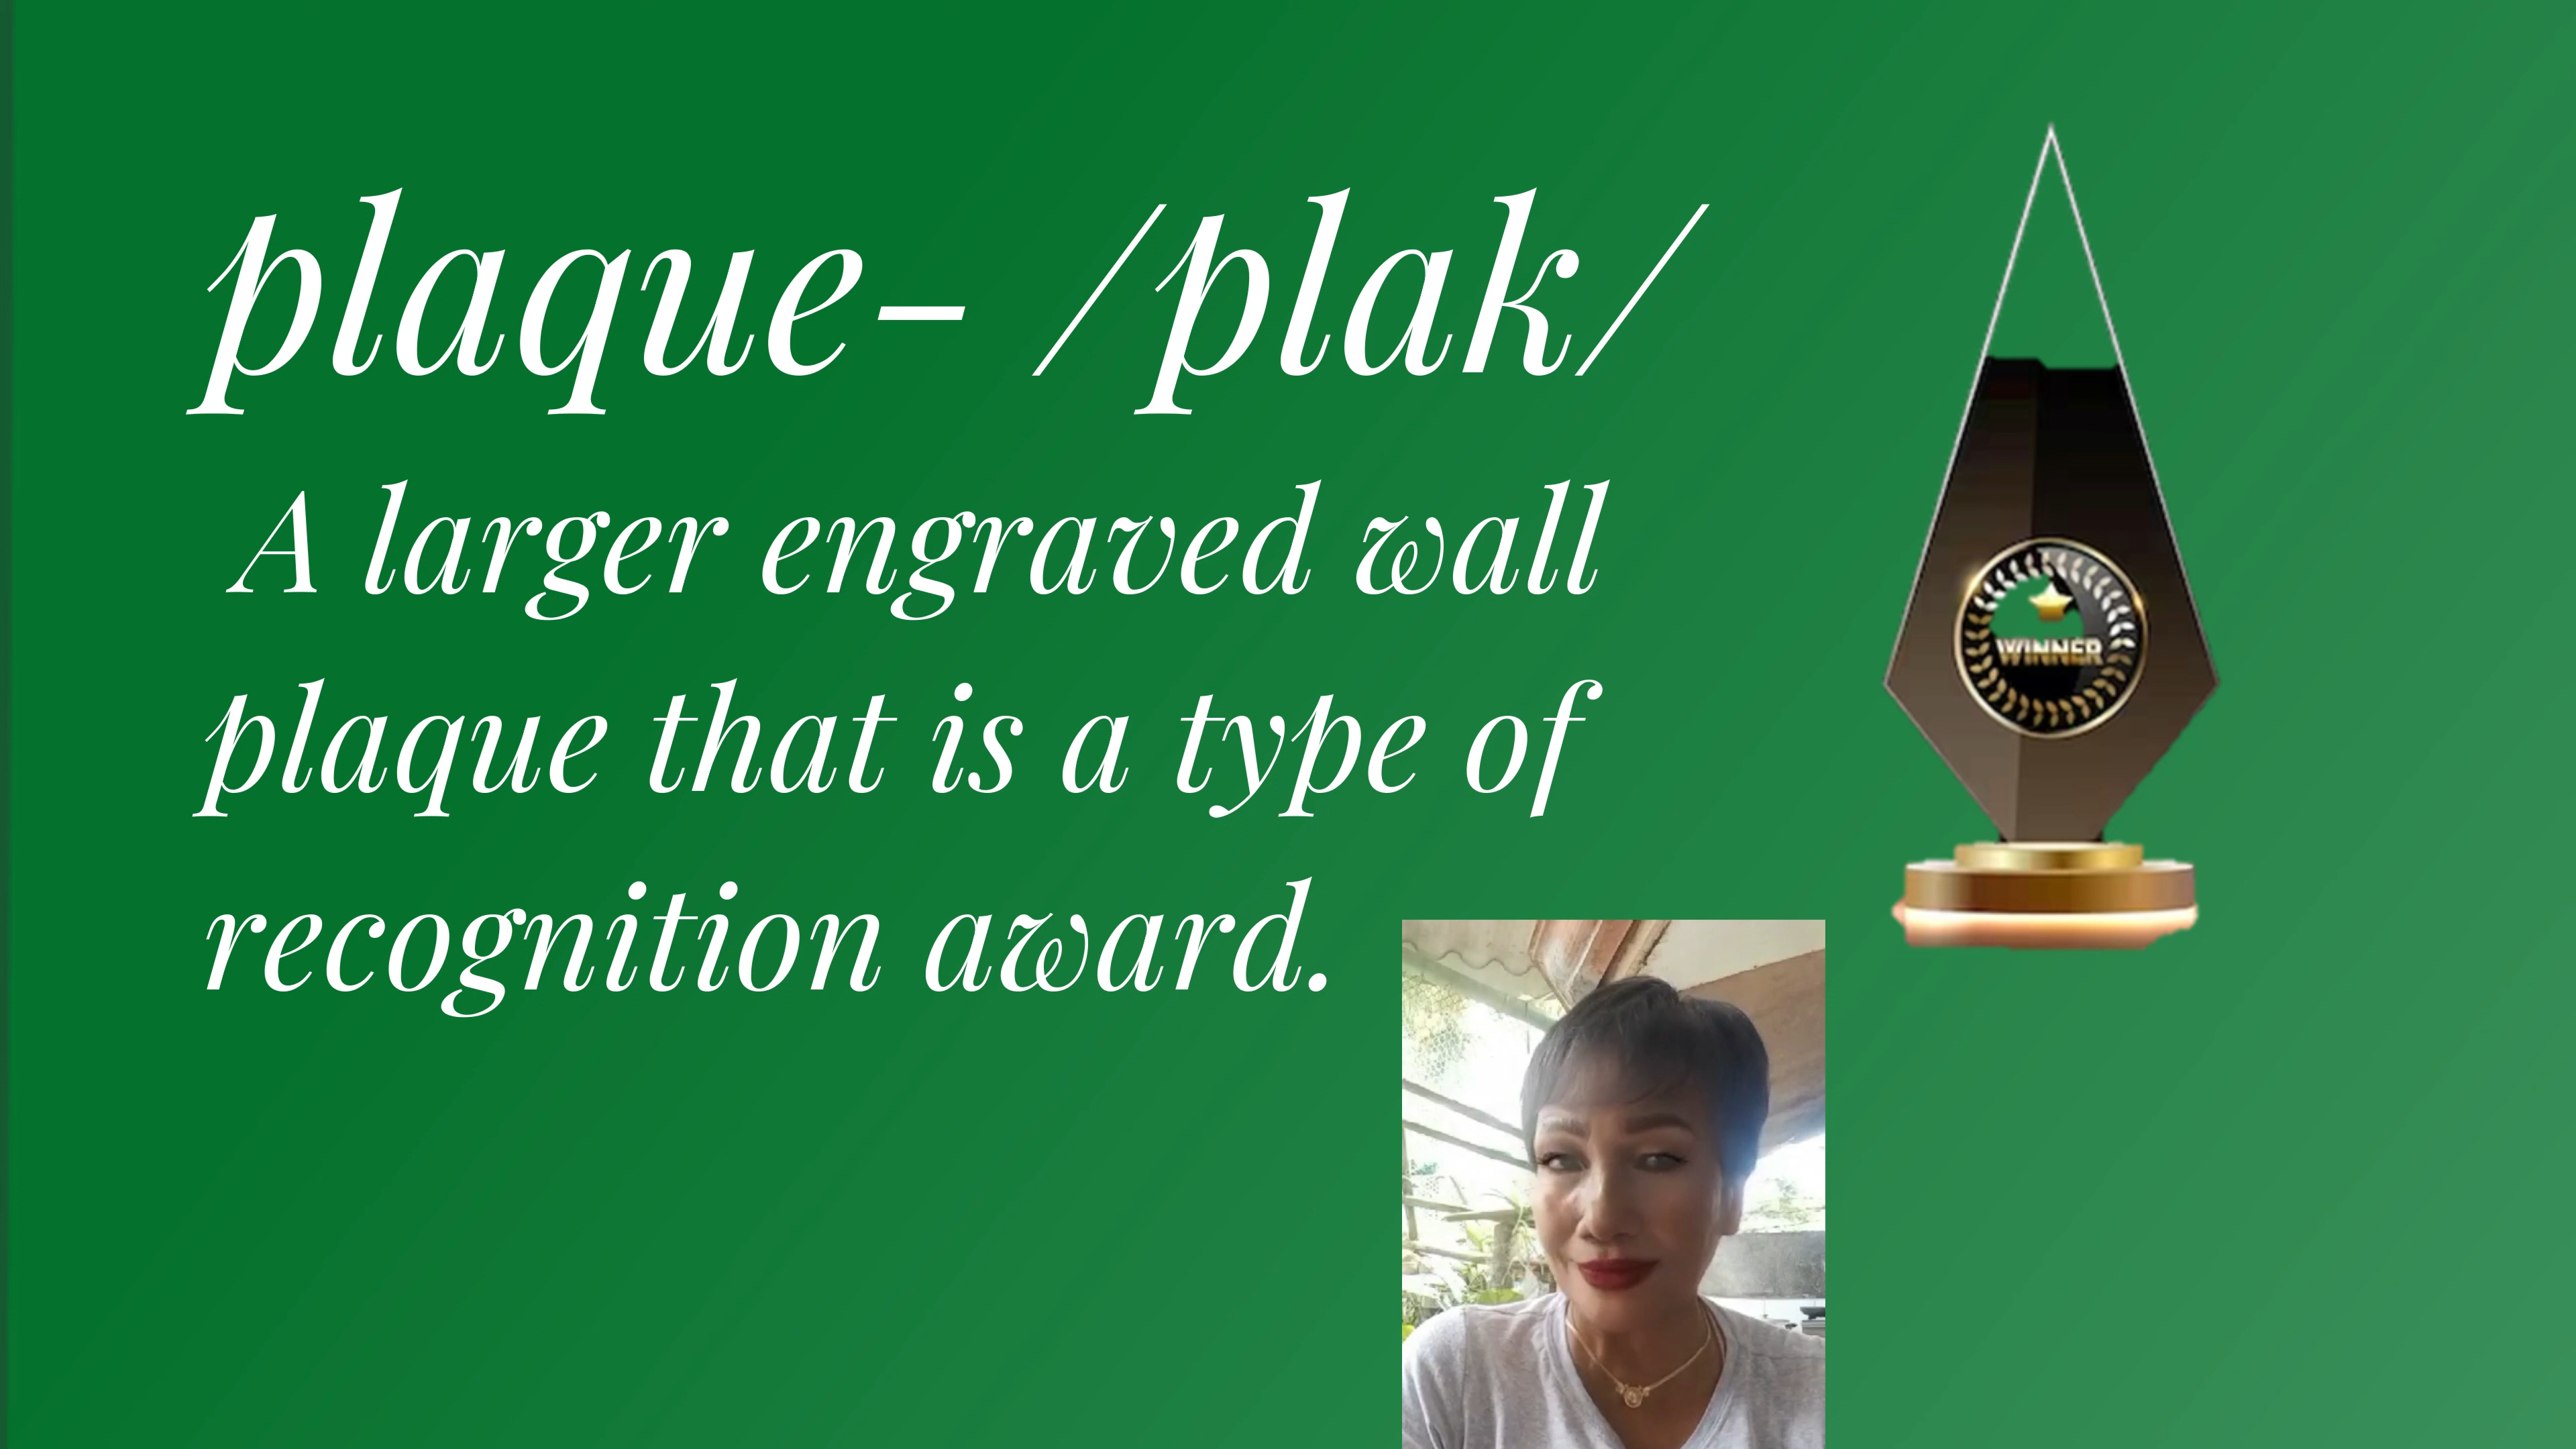 plaque- /plak/
A larger engraved wall
plaque that is a type of
recognition award.
WINNER